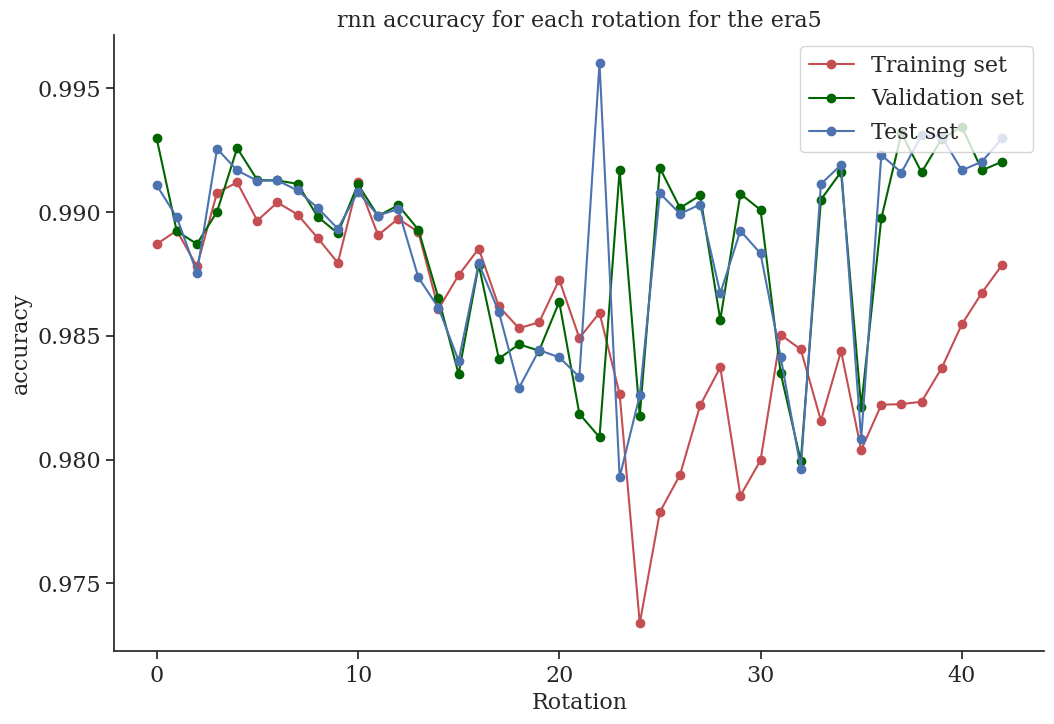 rnn accuracy for each rotation for the era5
Training set
Validation set
Test set
accuracy
0.995
0.990
0.985
0.980
0.975
0
10
20
30
40
Rotation